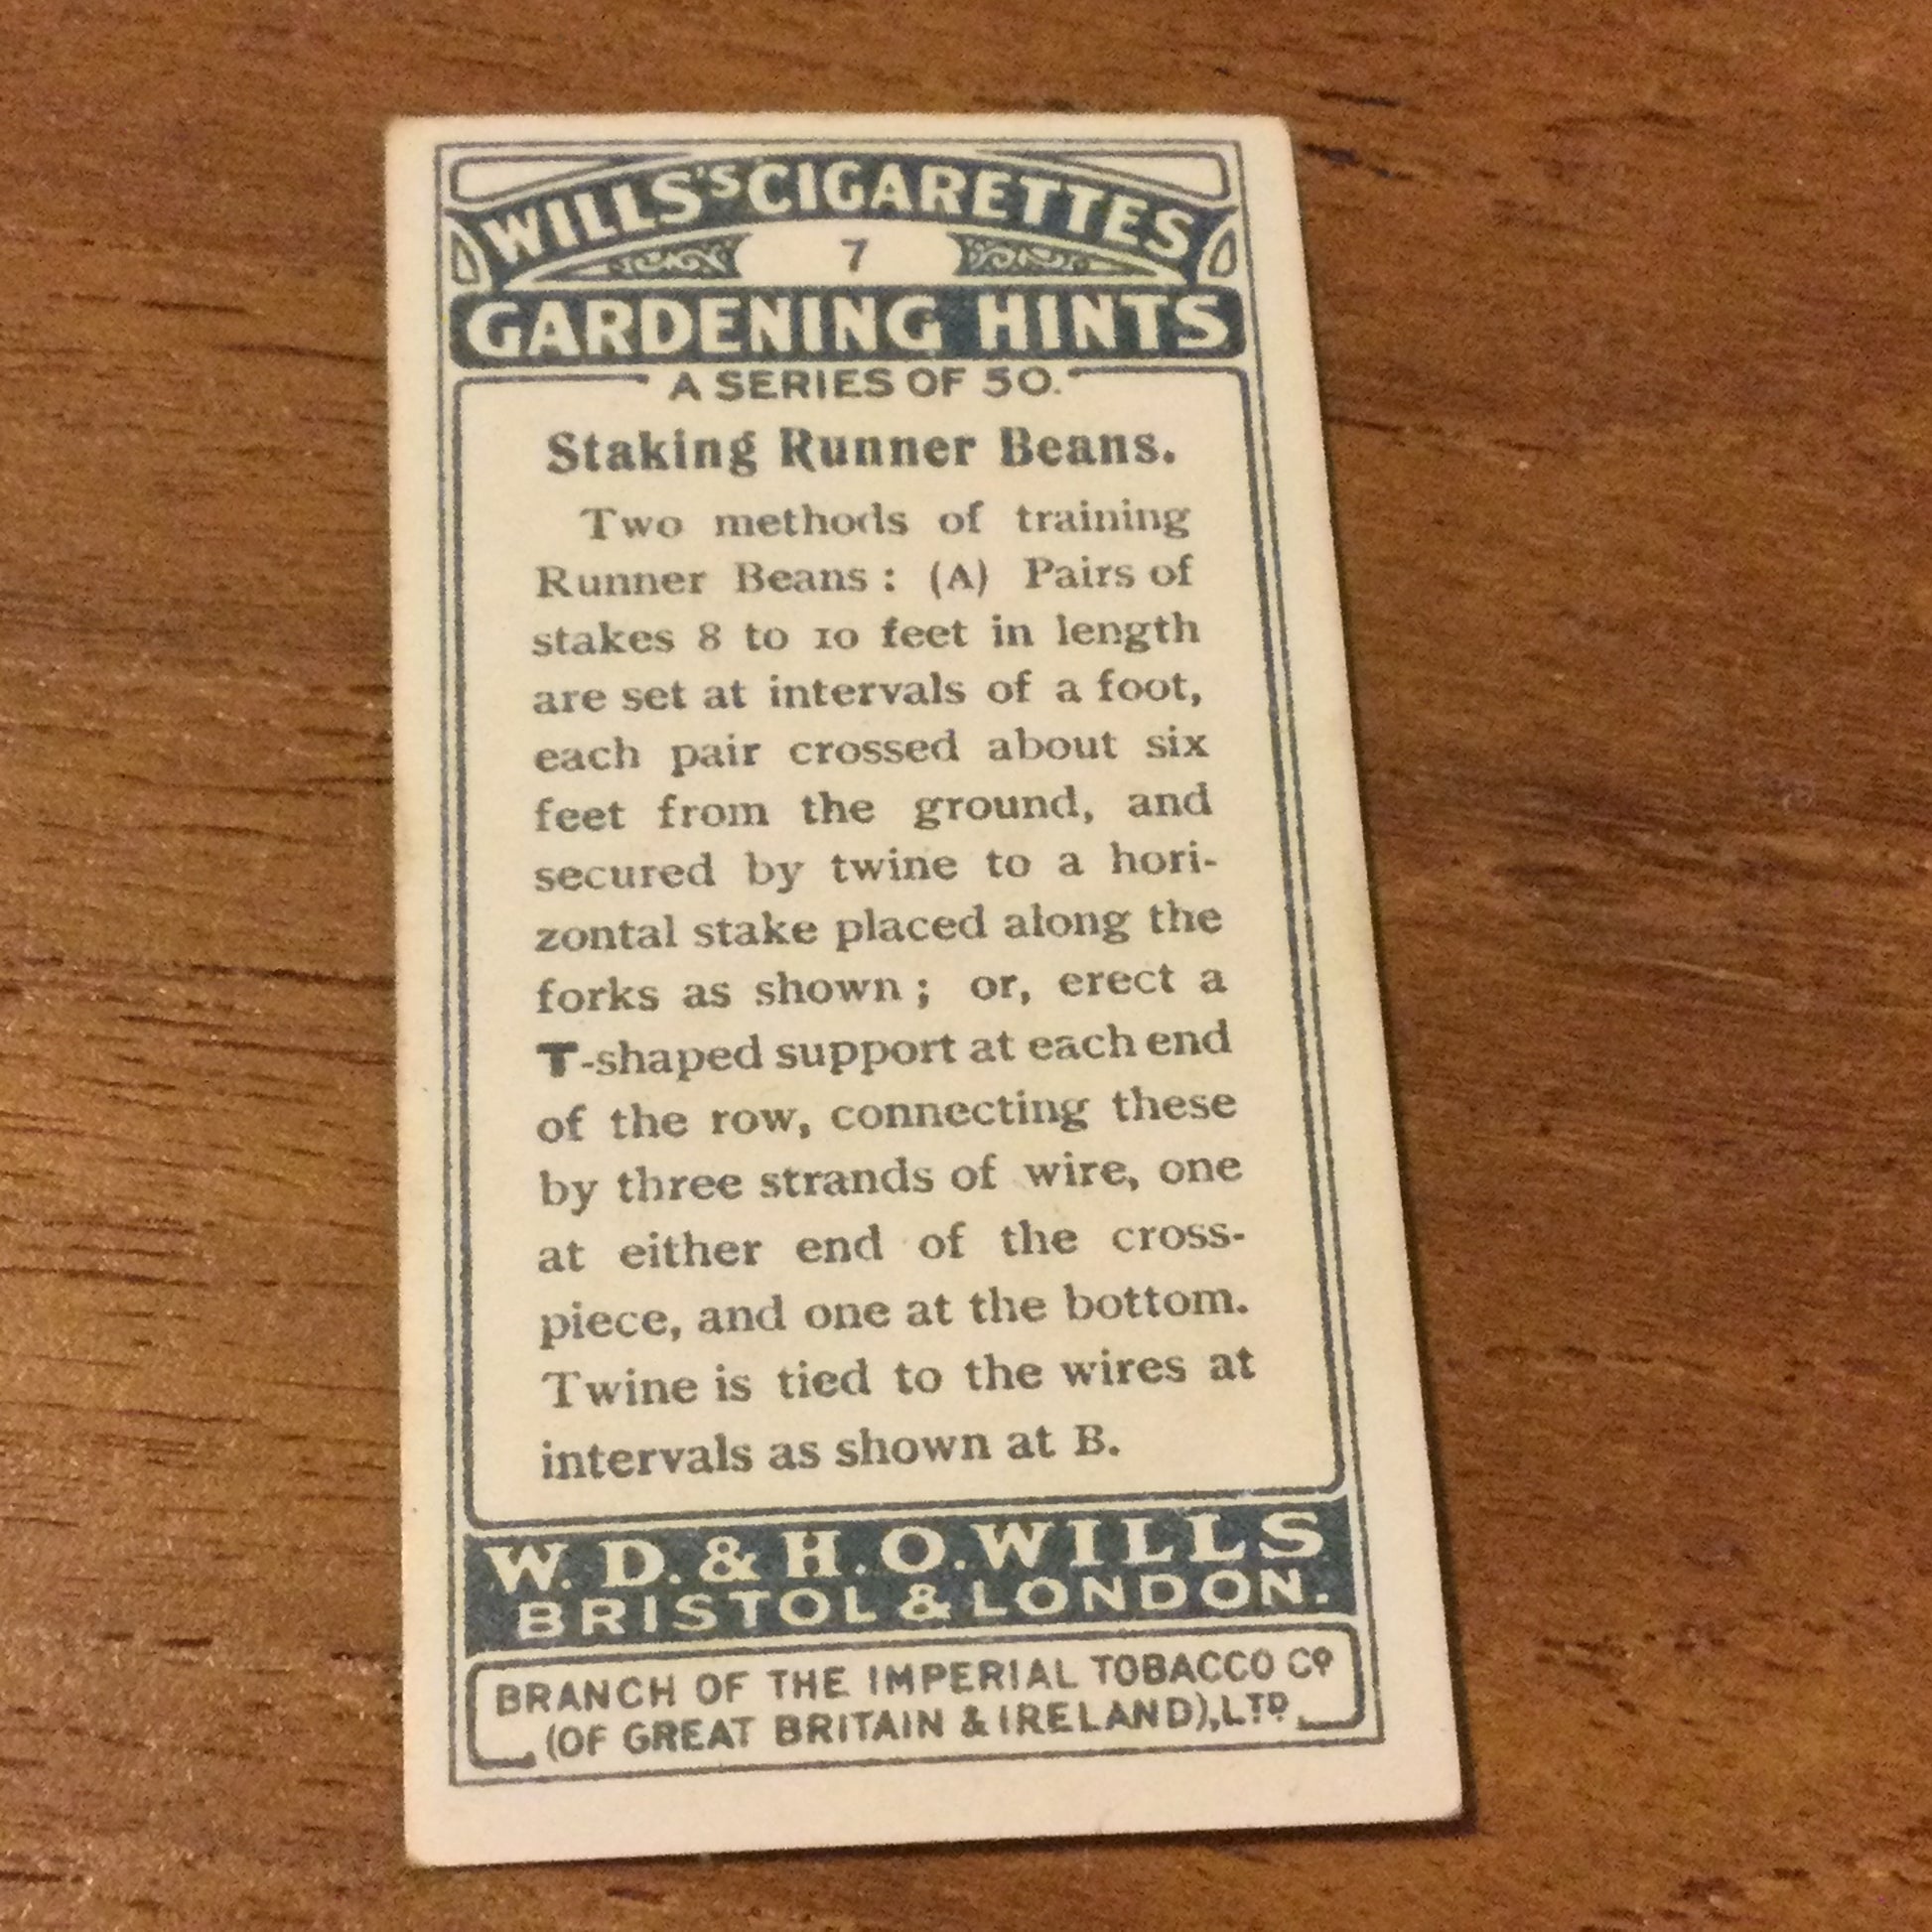 WILLS'S CIGARETTES
7
GARDENING HINTS
A SERIES OF 50.
Staking Runner Beans.
Two methods of training
Runner Beans: (A) Pairs of
stakes 8 to 10 feet in length
are set at intervals of a foot,
each pair crossed about six
feet from the ground, and
secured by twine to a hori-
zontal stake placed along the
forks as shown; or, erect a
T-shaped support at each end
of the row, connecting these
by three strands of wire, one
at either end of the cross-
piece, and one at the bottom.
Twine is tied to the wires at
intervals as shown at B.
W. D. & H. O. WILLS
BRISTOL & LONDON.
BRANCH OF THE IMPERIAL TOBACCO Cº
(OF GREAT BRITAIN & IRELAND), LTD.